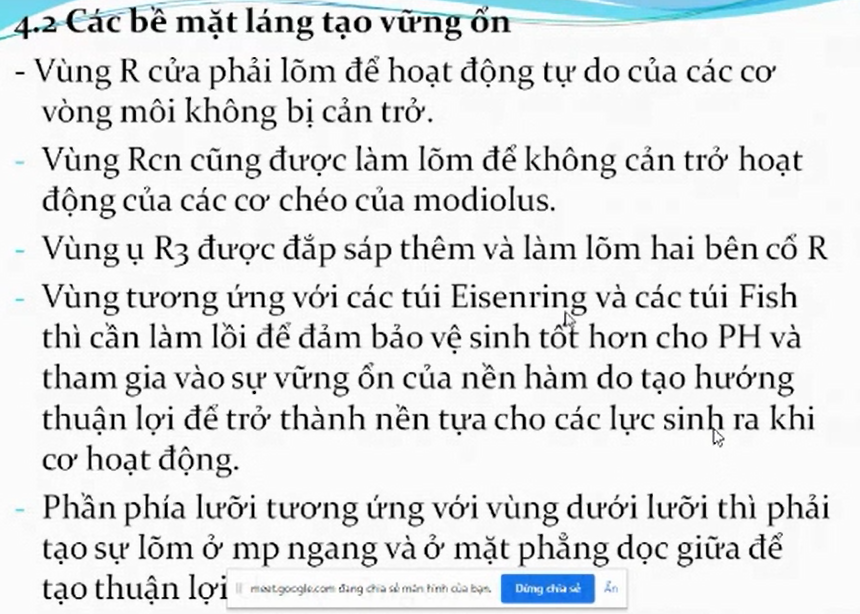 4.2 Các bề mặt láng tạo vững ổn
- Vùng R cửa phải lõm để hoạt động tự do của các cơ
vòng môi không bị cản trở.
- Vùng Rcn cũng được làm lõm để không cản trở hoạt
động của các cơ chéo của modiolus.
- Vùng ụ R3 được đắp sáp thêm và làm lõm hai bên cổ R
- Vùng tương ứng với các túi Eisenring và các túi Fish
thì cần làm lồi để đảm bảo vệ sinh tốt hơn cho PH và
tham gia vào sự vững ổn của nền hàm do tạo hướng
thuận lợi để trở thành nền tựa cho các lực sinh ra khi
cơ hoạt động.
- Phần phía lưỡi tương ứng với vùng dưới lưỡi thì phải
tạo sự lõm ở mp ngang và ở mặt phẳng dọc giữa để
tạo thuận lợi
meet.google.com đang chia sẻ màn hình của bạn. Dừng chia sẻ Ẩn